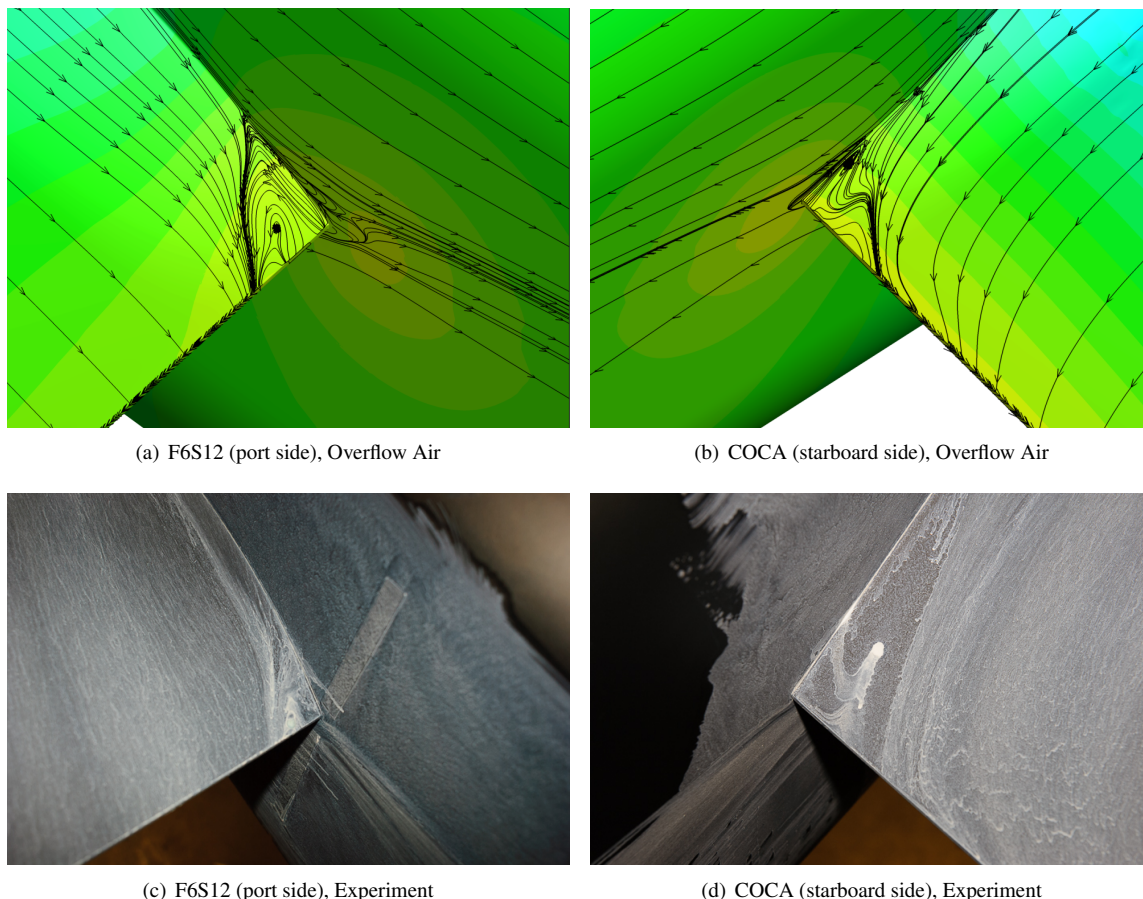 (a) F6S12 (port side), Overflow Air
(b) COCA (starboard side), Overflow Air
(c) F6S12 (port side), Experiment
(d) COCA (starboard side), Experiment